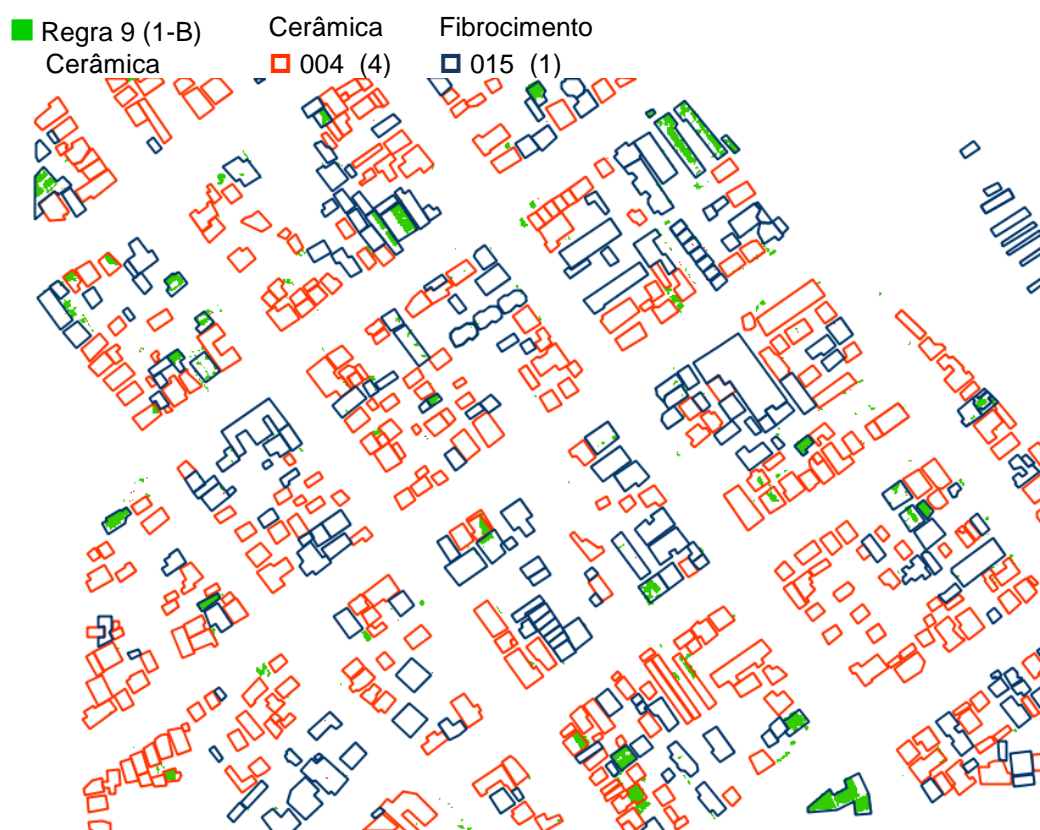 Regra 9 (1-B)
Cerâmica
Cerâmica
004 (4)
Fibrocimento
015 (1)